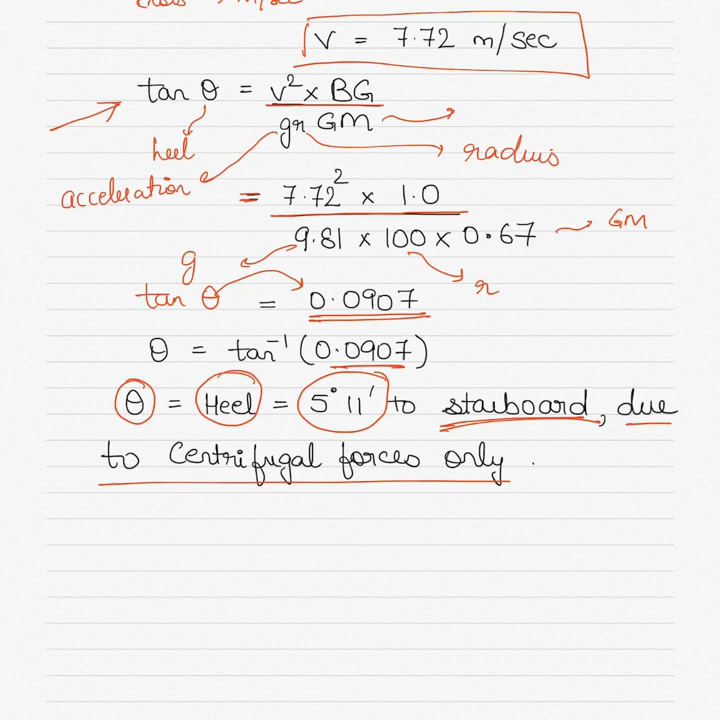 V = 7.72 m/sec
tan θ = v² x BG
gr GM
heel
radius
acceleration
= 7.72² x 1.0
9.81 x 100 x 0.67
GM
g
r
tan θ = 0.0907
θ = tan⁻¹ (0.0907)
θ = Heel = 5° 11' to starboard, due
to Centrifugal forces only.